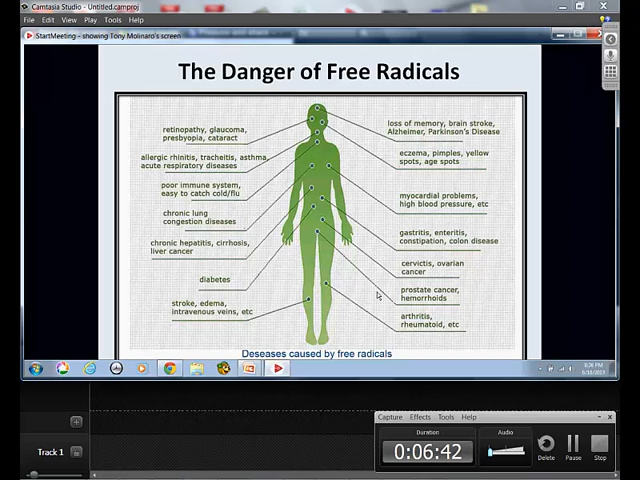 Camtasia Studio - Untitled.camproj
File Edit View Play Tools Help
StartMeeting - showing Tony Molinaro's screen
The Danger of Free Radicals
retinopathy, glaucoma,
presbyopia, cataract
loss of memory, brain stroke,
Alzheimer, Parkinson's Disease
allergic rhinitis, tracheitis, asthma,
acute respiratory diseases
eczema, pimples, yellow
spots, age spots
poor immune system,
easy to catch cold/flu
myocardial problems,
high blood pressure, etc
chronic lung
congestion diseases
gastritis, enteritis,
constipation, colon disease
chronic hepatitis, cirrhosis,
liver cancer
cervictis, ovarian
cancer
diabetes
prostate cancer,
hemorrhoids
stroke, edema,
intravenous veins, etc
arthritis,
rheumatoid, etc
Deseases caused by free radicals
8:26 PM
Capture Effects Tools Help
Duration
Audio
0:06:42
Delete
Pause
Stop
Track 1